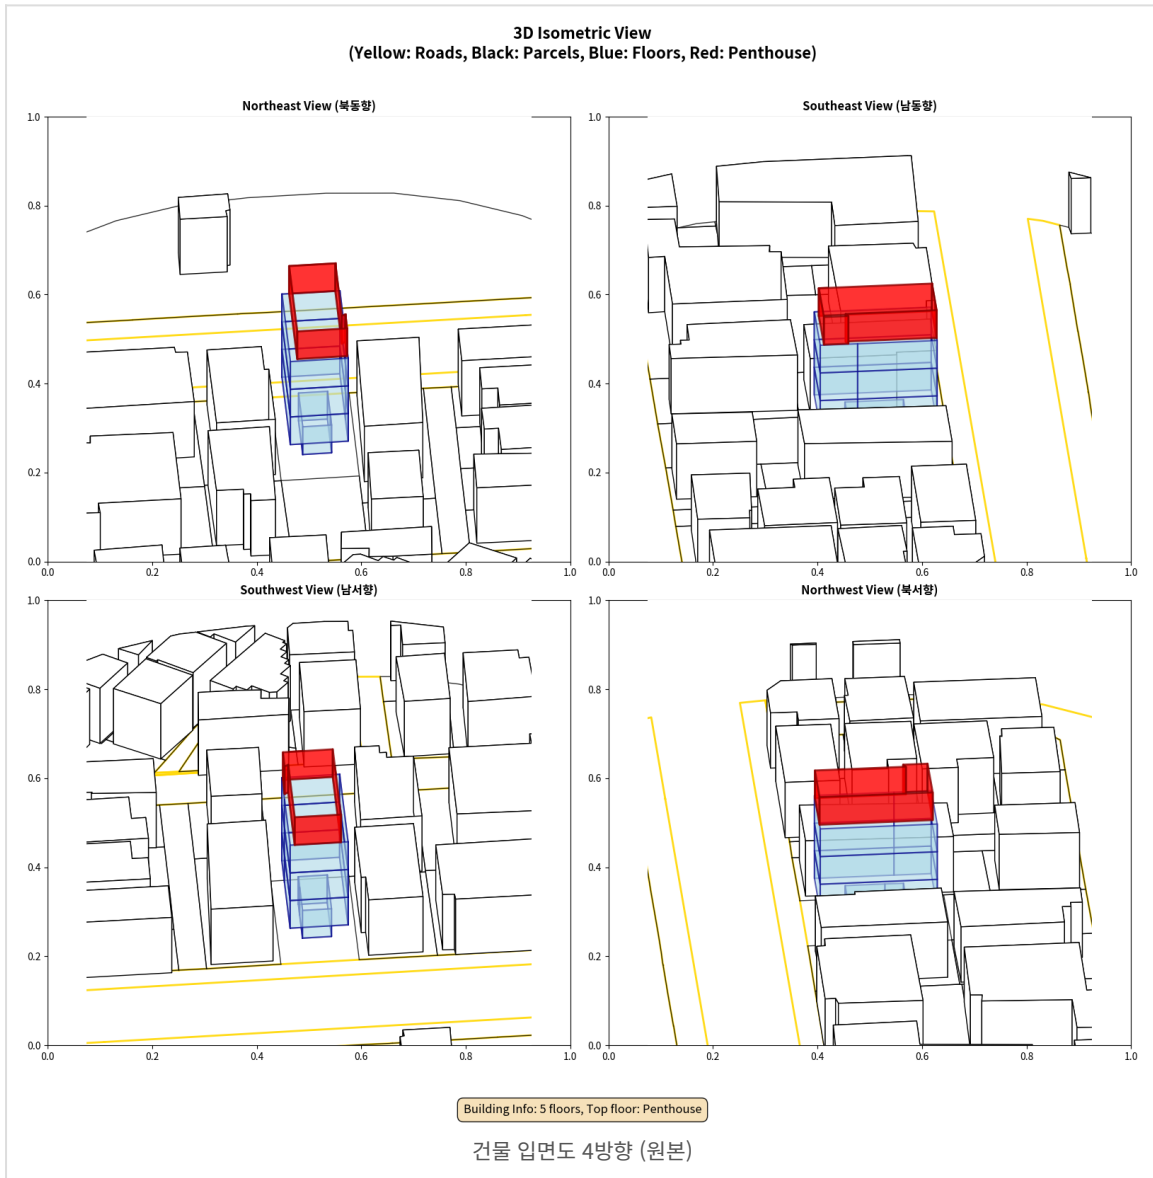 3D Isometric View
(Yellow: Roads, Black: Parcels, Blue: Floors, Red: Penthouse)
Northeast View (북동향)
1.0
0.8
0.6
0.4
0.2
0.0
0.0 0.2 0.4 0.6 0.8 1.0
Southeast View (남동향)
1.0
0.8
0.6
0.4
0.2
0.0
0.0 0.2 0.4 0.6 0.8 1.0
Southwest View (남서향)
1.0
0.8
0.6
0.4
0.2
0.0
0.0 0.2 0.4 0.6 0.8 1.0
Northwest View (북서향)
1.0
0.8
0.6
0.4
0.2
0.0
0.0 0.2 0.4 0.6 0.8 1.0
Building Info: 5 floors, Top floor: Penthouse
건물 입면도 4방향 (원본)